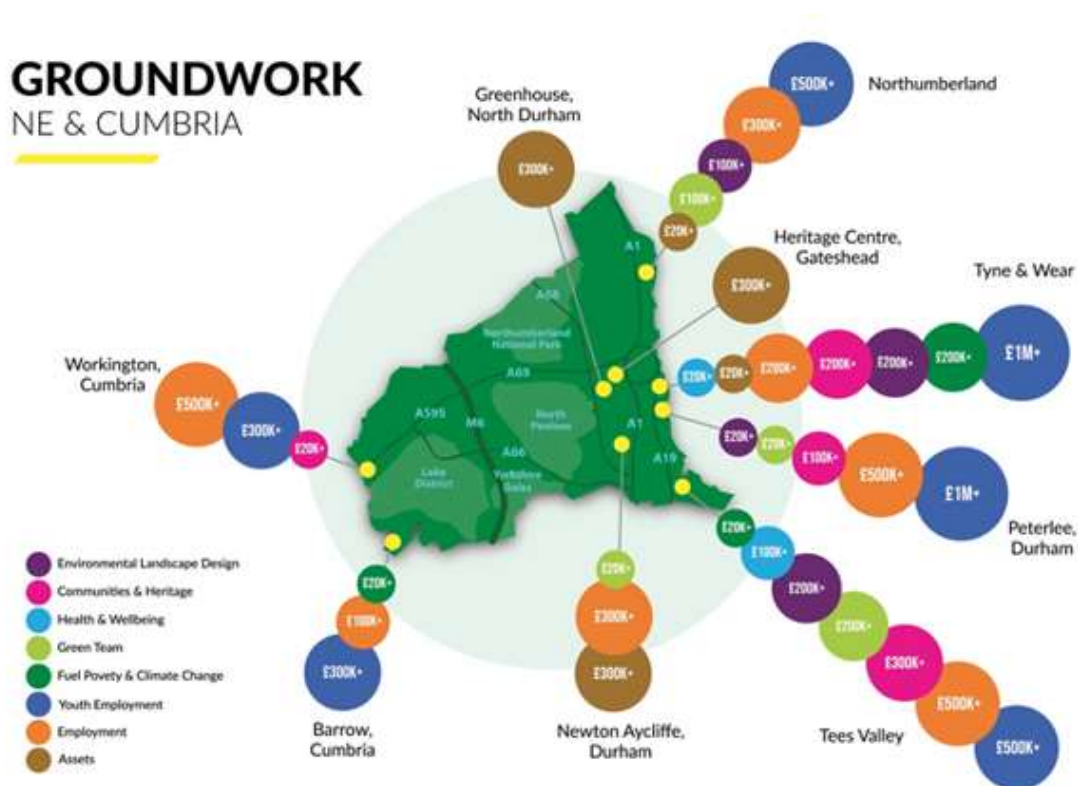 GROUNDWORK
NE & CUMBRIA
Greenhouse,
North Durham
£300K+
£500K+
Northumberland
£300K+
£100K+
£100K+
£20K+
Heritage Centre,
Gateshead
£300K+
Tyne & Wear
£20K+
£20K+
£200K+
£200K+
£200K+
£200K+
£1M+
Workington,
Cumbria
£500K+
£300K+
£20K+
A1
A68
Northumberland
National Park
A69
A595
M6
North
Pennines
A1
A66
A19
Lake
District
Yorkshire
Dales
£20K+
£20K+
£100K+
£500K+
£1M+
Peterlee,
Durham
£20K+
£100K+
£200K+
£200K+
£300K+
£500K+
£500K+
Tees Valley
£20K+
£300K+
£300K+
Newton Aycliffe,
Durham
£20K+
£100K+
£300K+
Barrow,
Cumbria
Environmental Landscape Design
Communities & Heritage
Health & Wellbeing
Green Team
Fuel Povety & Climate Change
Youth Employment
Employment
Assets